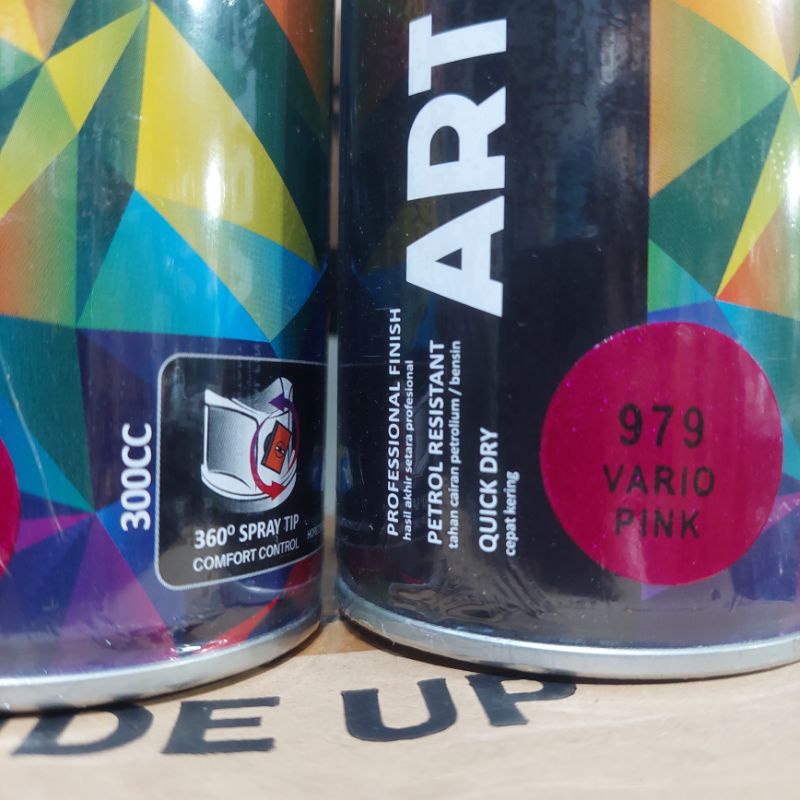 300CC
360º SPRAY TIP
COMFORT CONTROL
ART
PROFESSIONAL FINISH
hasil akhir setara profesional
PETROL RESISTANT
tahan cairan petrolium / bensin
QUICK DRY
cepat kering
979
VARIO
PINK
DE UP